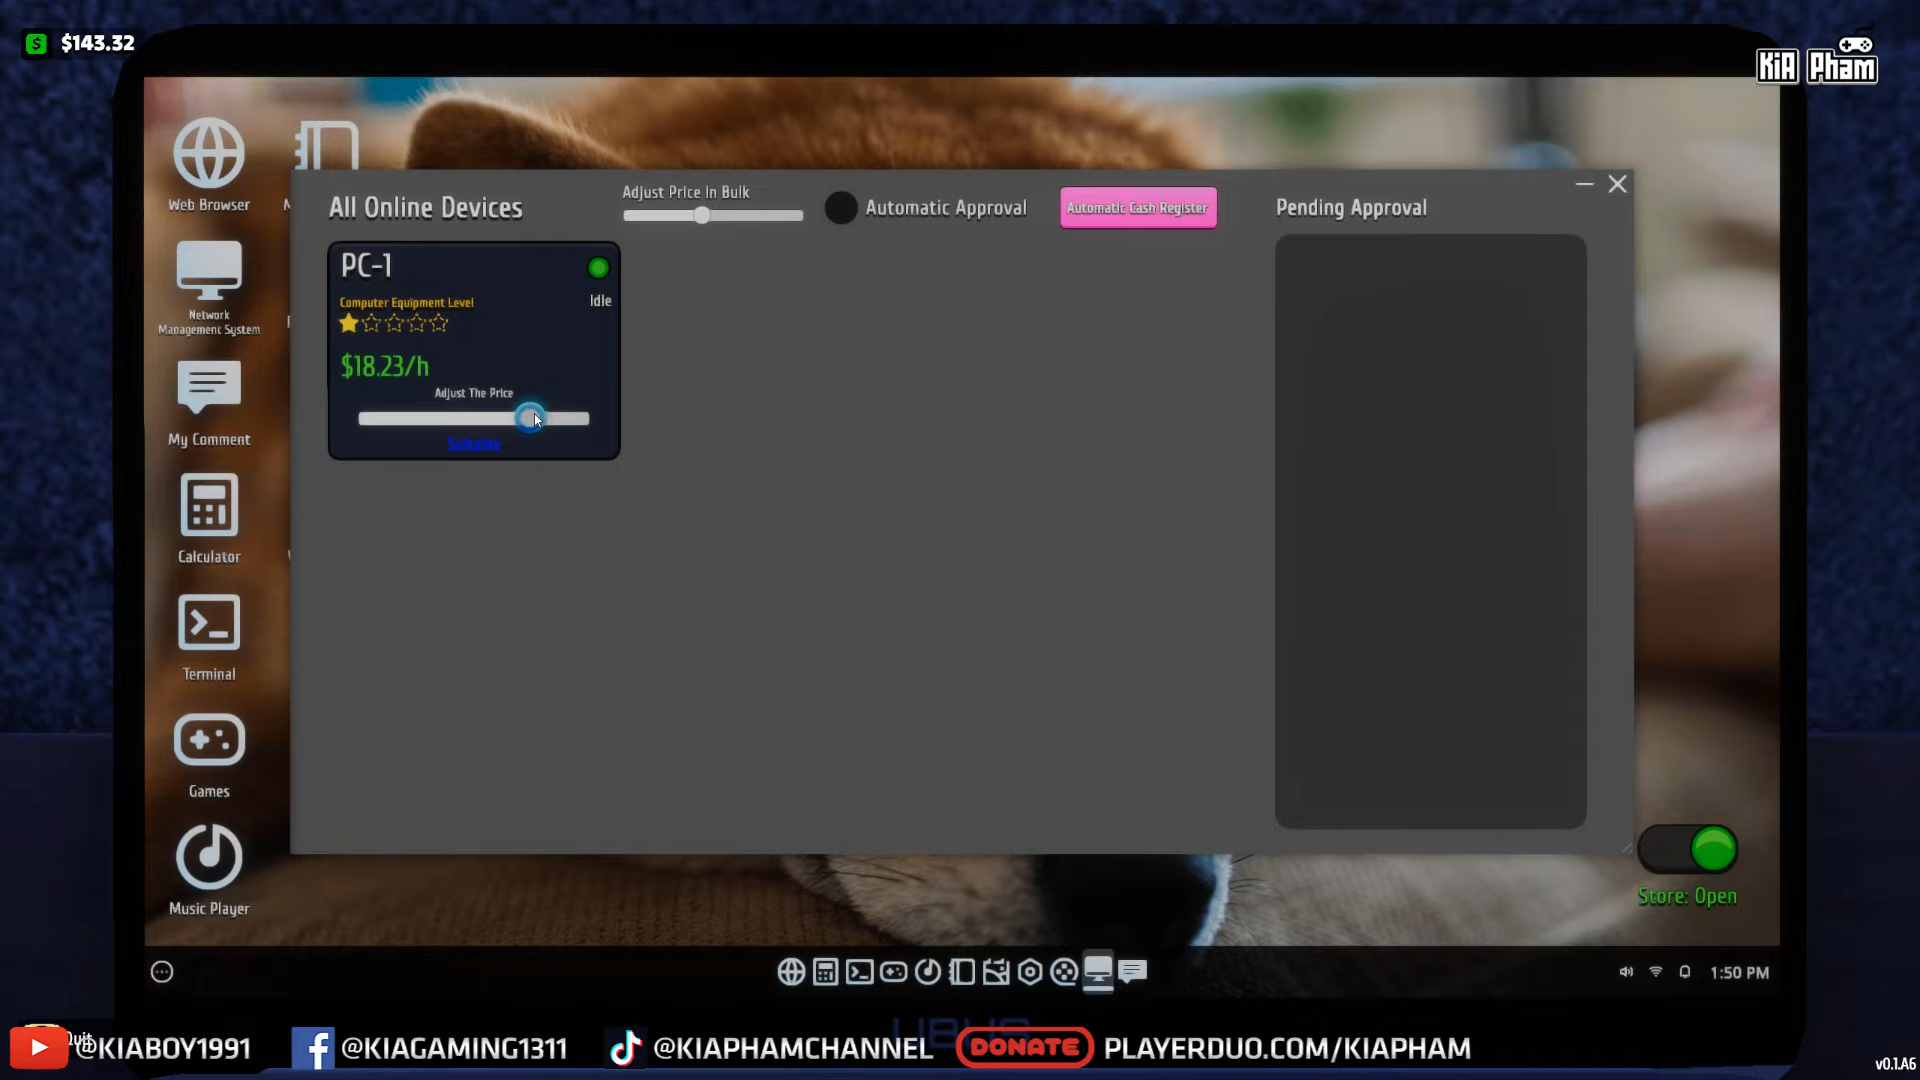 $143.32
KiA Pham
Web Browser
Network
Management System
My Comment
Calculator
Terminal
Games
Music Player
All Online Devices
Adjust Price In Bulk
Automatic Approval
Automatic Cash Register
Pending Approval
PC-1
Computer Equipment Level
Idle
$18.23/h
Adjust The Price
Suitable
Store: Open
1:50 PM
Quit
@KIABOY1991
@KIAGAMING1311
@KIAPHAMCHANNEL
DONATE
PLAYERDUO.COM/KIAPHAM
v0.1.A6